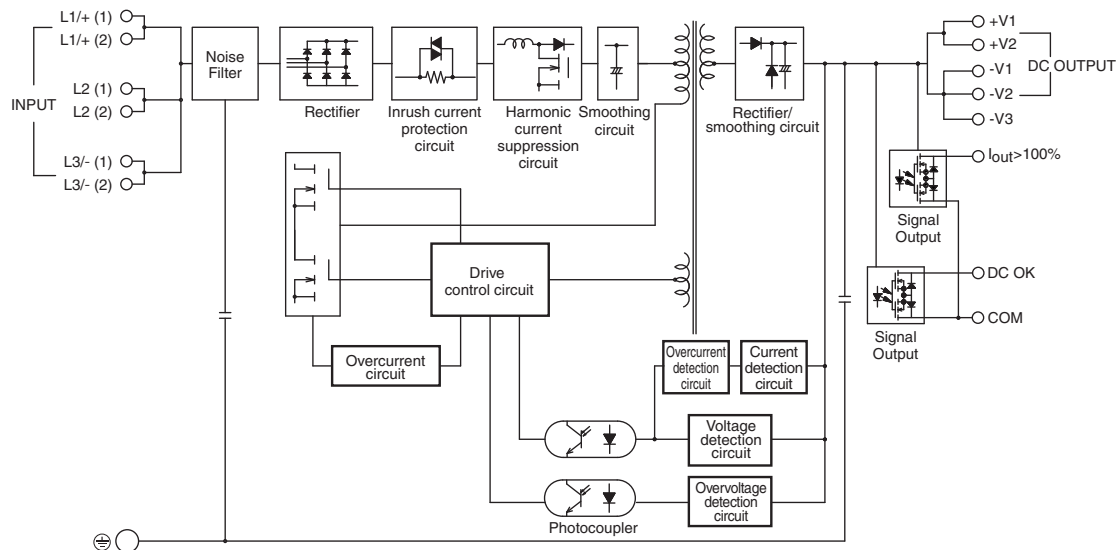 L1/+ (1)
L1/+ (2)
INPUT
L2 (1)
L2 (2)
L3/- (1)
L3/- (2)
Noise
Filter
Rectifier
Inrush current
protection
circuit
Harmonic
current
suppression
circuit
Smoothing
circuit
Rectifier/
smoothing circuit
+V1
+V2
DC OUTPUT
-V1
-V2
-V3
Iout>100%
Signal
Output
DC OK
COM
Signal
Output
Drive
control circuit
Overcurrent
circuit
Overcurrent
detection
circuit
Current
detection
circuit
Voltage
detection
circuit
Overvoltage
detection
circuit
Photocoupler